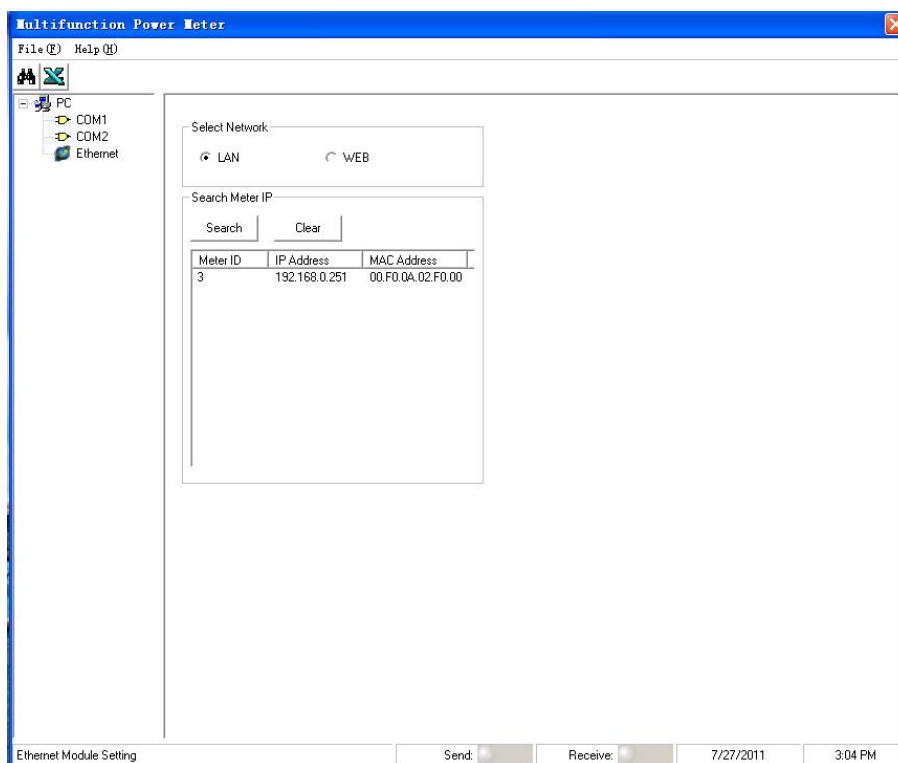 Multifunction Power Meter
File(F) Help(H)
PC
COM1
COM2
Ethernet
Select Network
LAN WEB
Search Meter IP
Search Clear
Meter ID IP Address MAC Address
3 192.168.0.251 00.F0.0A.02.F0.00
Ethernet Module Setting Send: Receive: 7/27/2011 3:04 PM